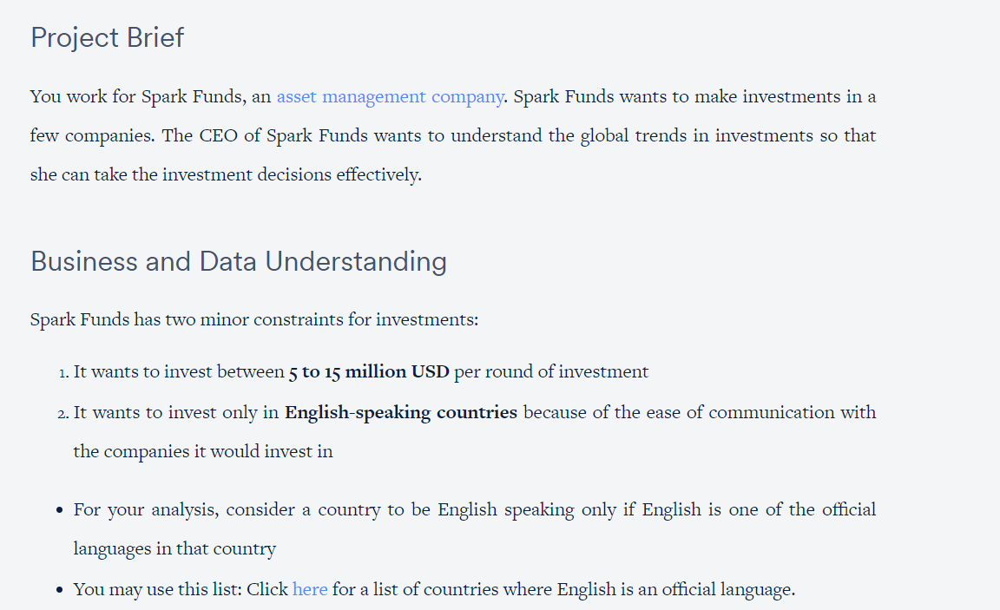 Project Brief
You work for Spark Funds, an asset management company. Spark Funds wants to make investments in a
few companies. The CEO of Spark Funds wants to understand the global trends in investments so that
she can take the investment decisions effectively.
Business and Data Understanding
Spark Funds has two minor constraints for investments:
1. It wants to invest between 5 to 15 million USD per round of investment
2. It wants to invest only in English-speaking countries because of the ease of communication with
the companies it would invest in
• For your analysis, consider a country to be English speaking only if English is one of the official
languages in that country
• You may use this list: Click here for a list of countries where English is an official language.